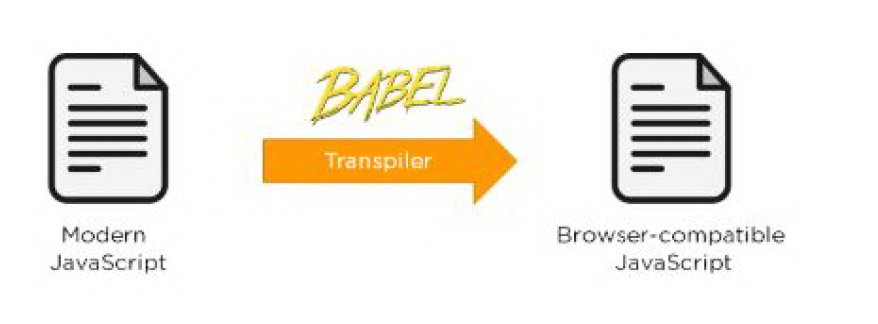 BABEL
Transpiler
Modern
JavaScript
Browser-compatible
JavaScript